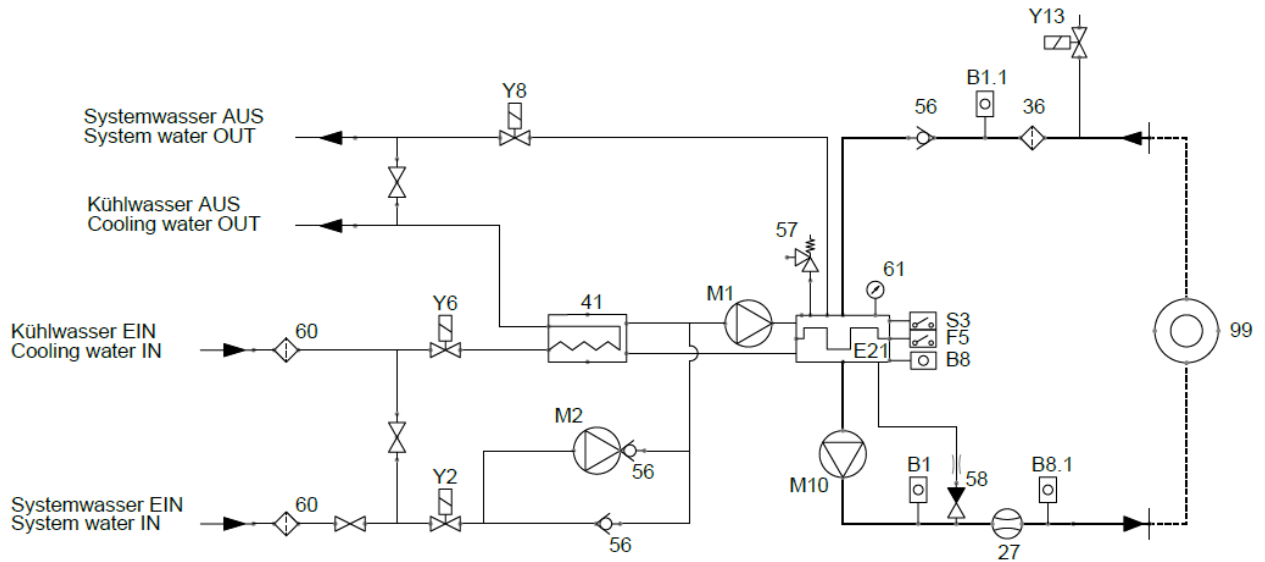 Y13
B1.1
56
36
Y8
Systemwasser AUS
System water OUT
Kühlwasser AUS
Cooling water OUT
57
61
M1
41
Y6
S3
F5
B8
E21
99
Kühlwasser EIN
Cooling water IN
60
M2
56
M10
B1
58
B8.1
Y2
Systemwasser EIN
System water IN
60
56
27